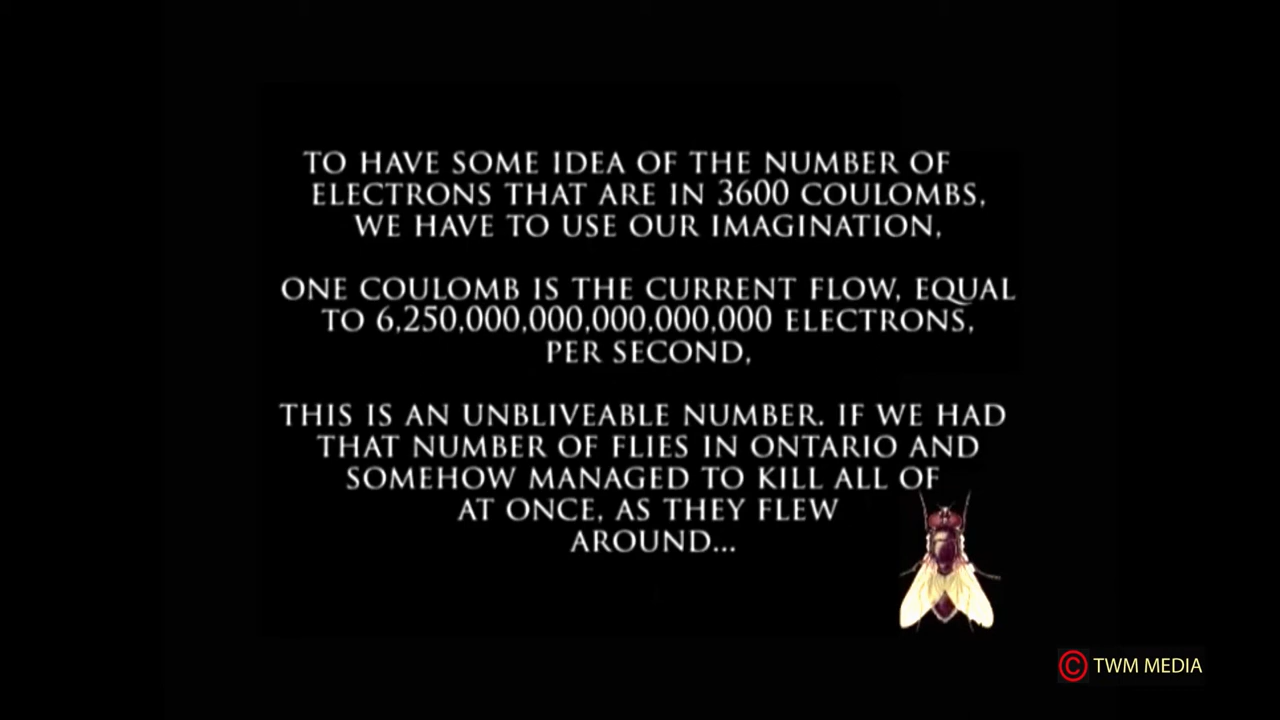 TO HAVE SOME IDEA OF THE NUMBER OF
ELECTRONS THAT ARE IN 3600 COULOMBS,
WE HAVE TO USE OUR IMAGINATION,
ONE COULOMB IS THE CURRENT FLOW, EQUAL
TO 6,250,000,000,000,000,000 ELECTRONS,
PER SECOND,
THIS IS AN UNBLIVEABLE NUMBER. IF WE HAD
THAT NUMBER OF FLIES IN ONTARIO AND
SOMEHOW MANAGED TO KILL ALL OF
AT ONCE, AS THEY FLEW
AROUND...
© TWM MEDIA